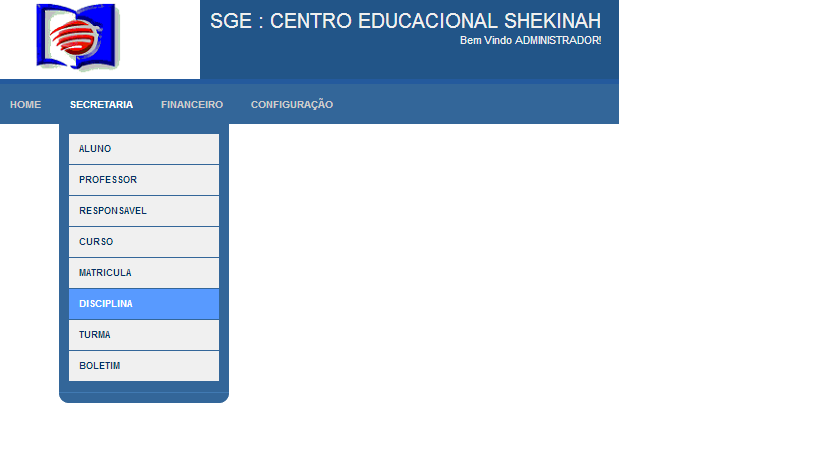 SGE : CENTRO EDUCACIONAL SHEKINAH
Bem Vindo ADMINISTRADOR!
HOME SECRETARIA FINANCEIRO CONFIGURAÇÃO
ALUNO
PROFESSOR
RESPONSAVEL
CURSO
MATRICULA
DISCIPLINA
TURMA
BOLETIM